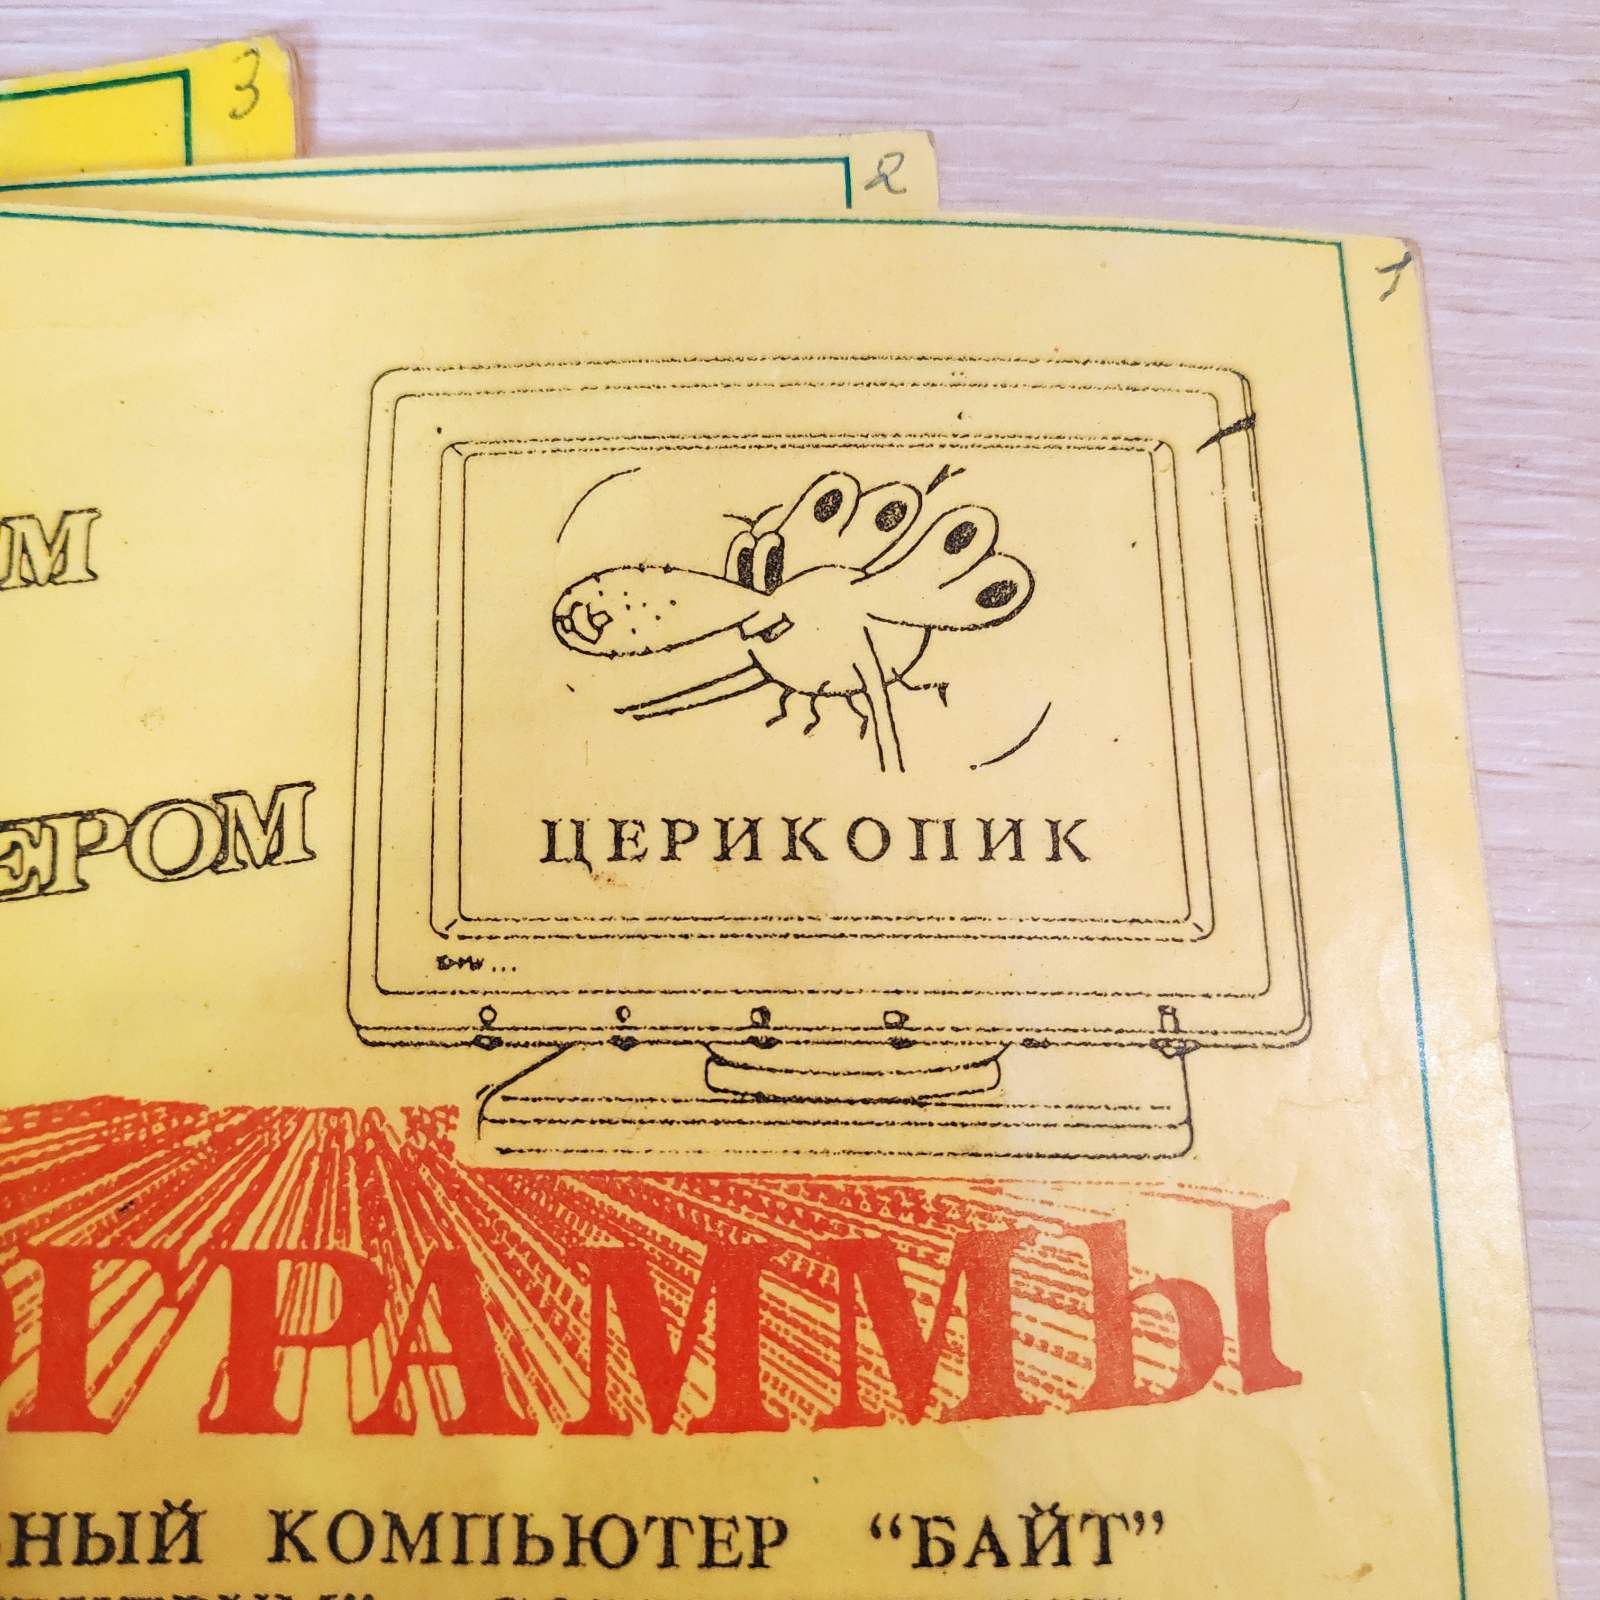 3
2
1
М
ЕРОМ
ЦЕРИКОПИК
ГРАММЫ
НЫЙ КОМПЬЮТЕР “БАЙТ”